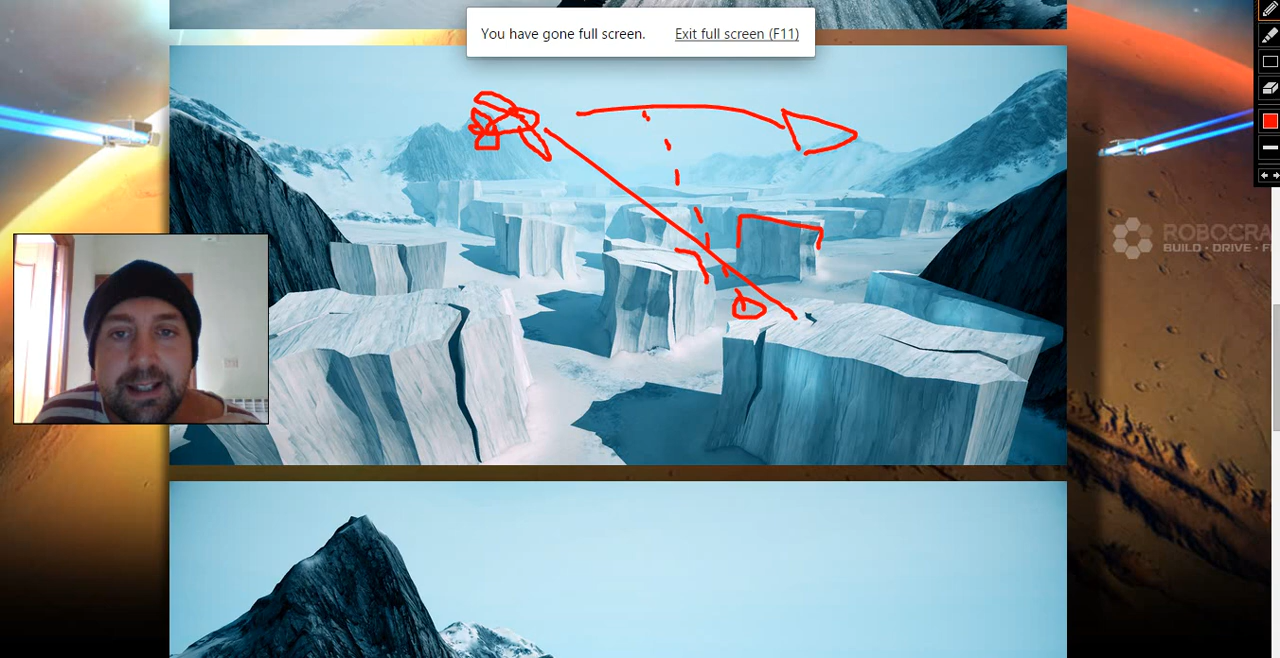 You have gone full screen. Exit full screen (F11)
ROBOCRA
BUILD • DRIVE • F